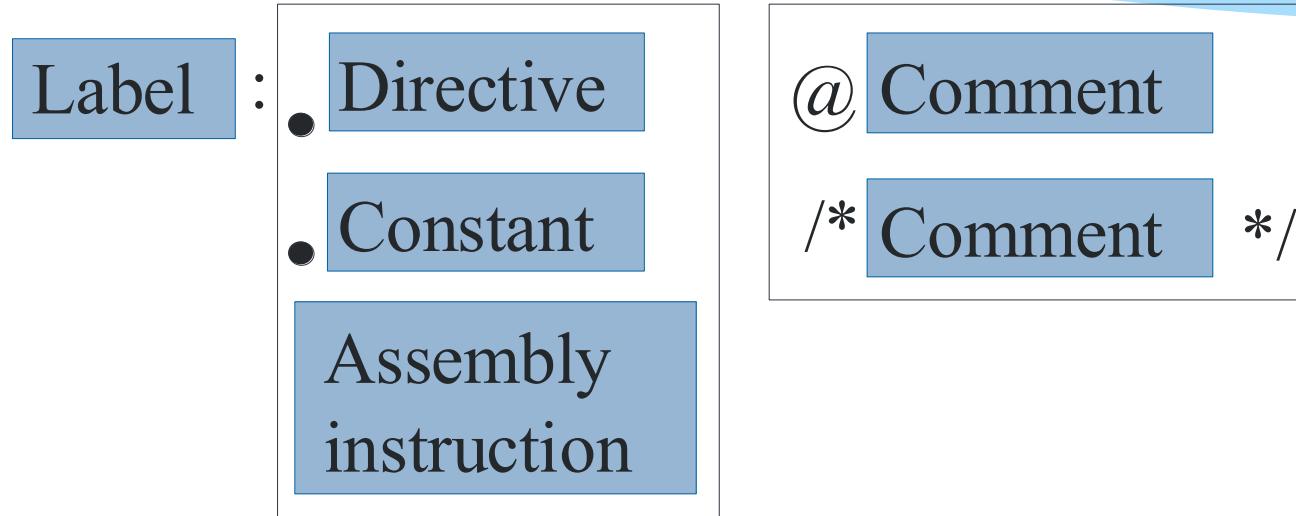 Label :
. Directive
. Constant
Assembly
instruction
@ Comment
/* Comment */